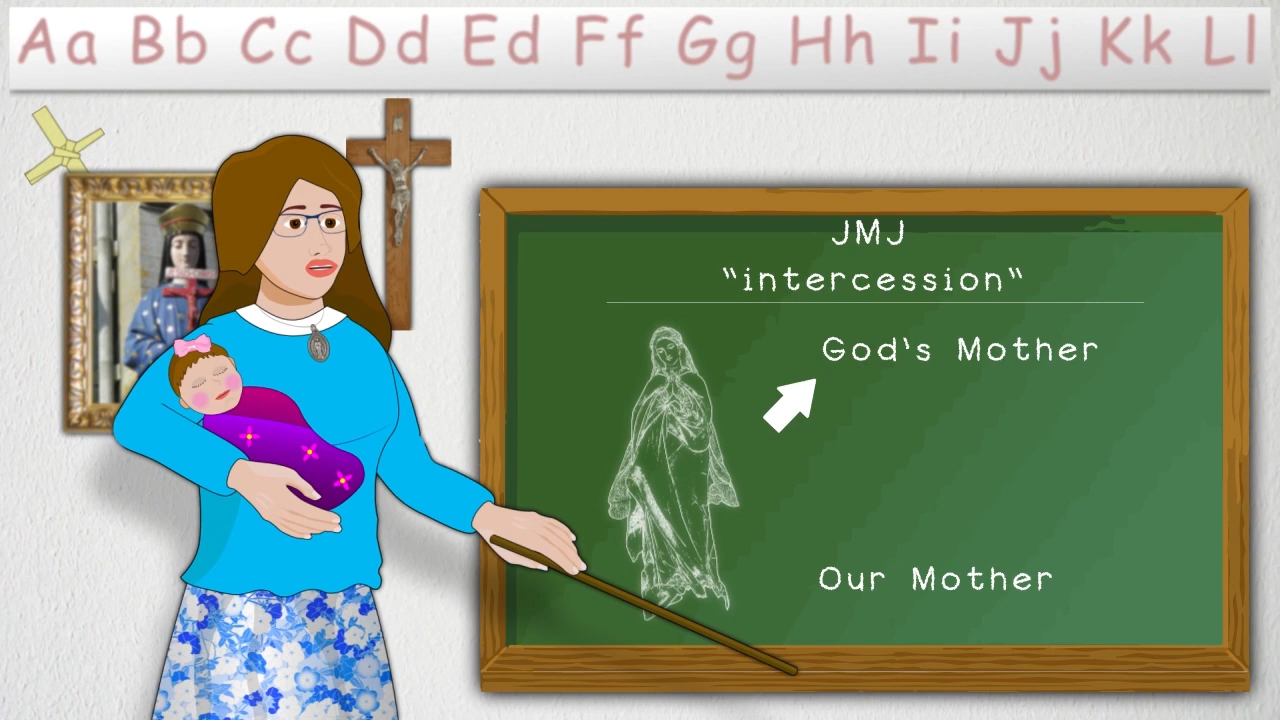 Aa Bb Cc Dd Ed Ff Gg Hh Ii Jj Kk Ll
JMJ
"intercession"
God's Mother
Our Mother